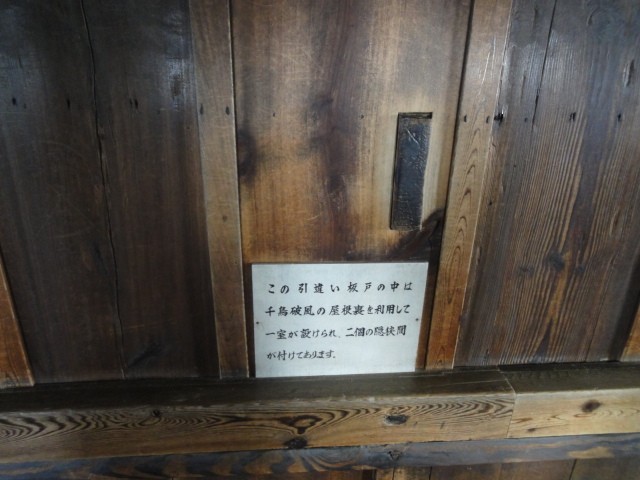 この引違い板戸の中は
千鳥破風の屋根裏を利用して
一室が設けられ、二個の隠狭間
が付けてあります。